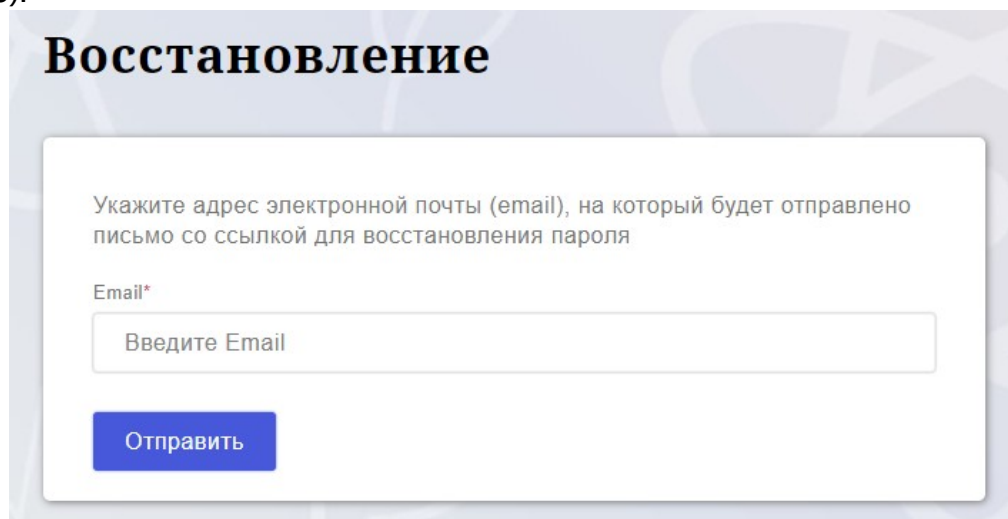 Восстановление
Укажите адрес электронной почты (email), на который будет отправлено
письмо со ссылкой для восстановления пароля
Email*
Введите Email
Отправить